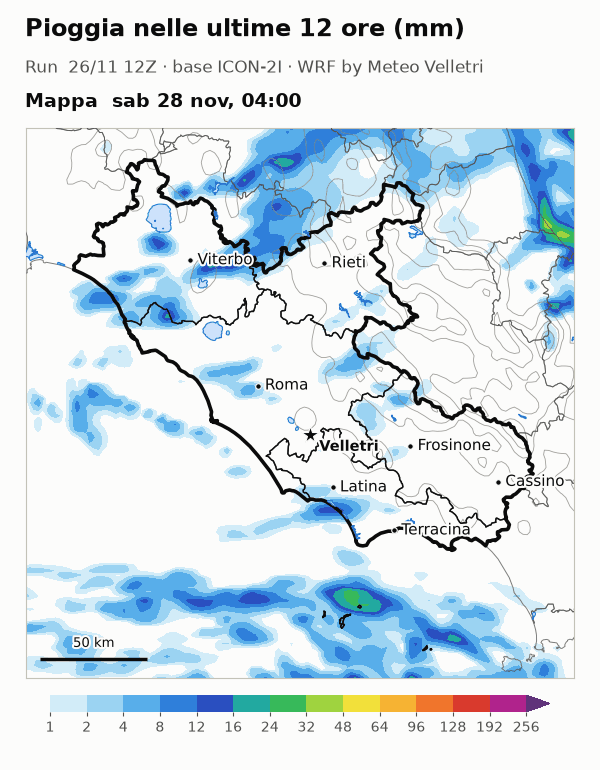 Pioggia nelle ultime 12 ore (mm)
Run  26/11 12Z · base ICON-2I · WRF by Meteo Velletri
Mappa  sab 28 nov, 04:00
Viterbo
Rieti
Roma
Velletri
Frosinone
Latina
Cassino
Terracina
50 km
1 2 4 8 12 16 24 32 48 64 96 128 192 256